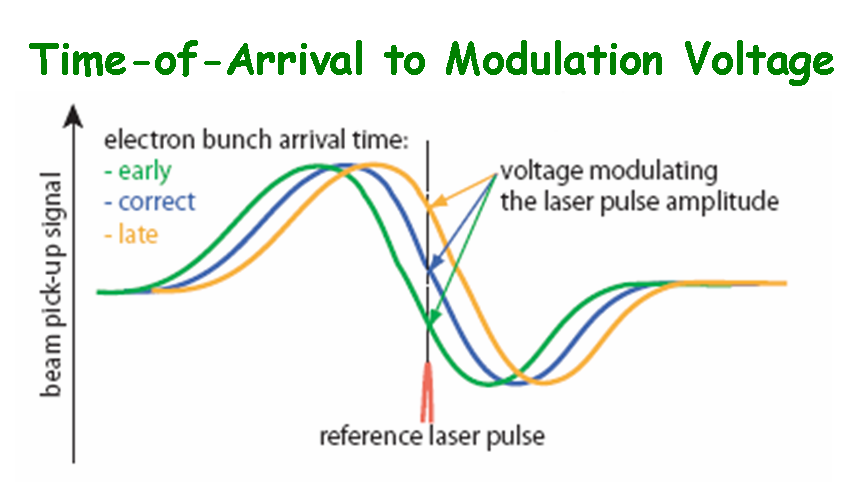 Time-of-Arrival to Modulation Voltage
electron bunch arrival time:
- early
- correct
- late
voltage modulating
the laser pulse amplitude
beam pick-up signal
reference laser pulse